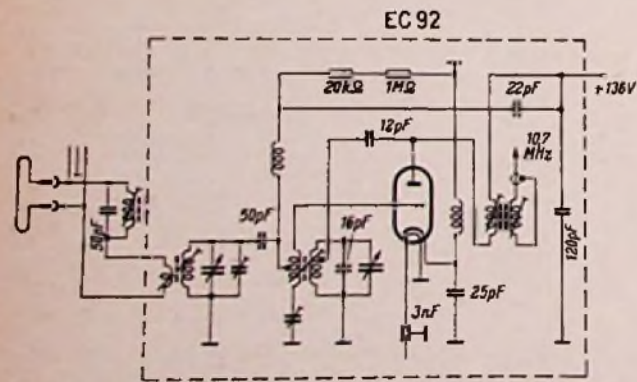 EC 92
20kΩ
1MΩ
22pF
+136V
12pF
10,7
MHz
50pF
50pF
16pF
120pF
25pF
3nF